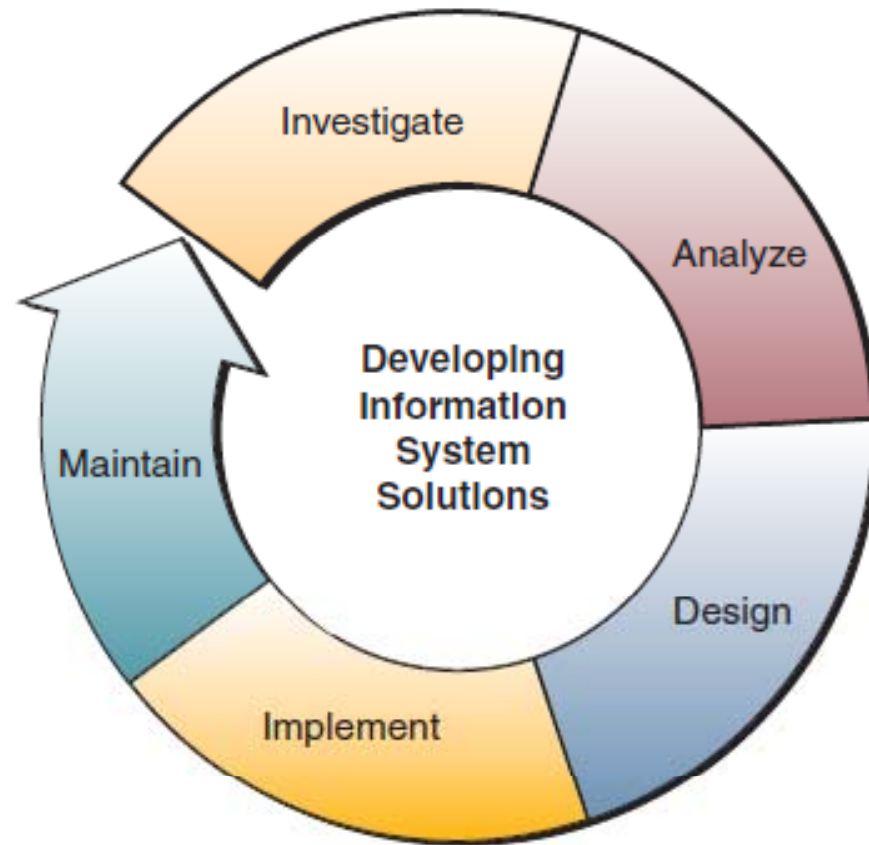 Investigate
Analyze
Developing
Information
System
Solutions
Maintain
Design
Implement